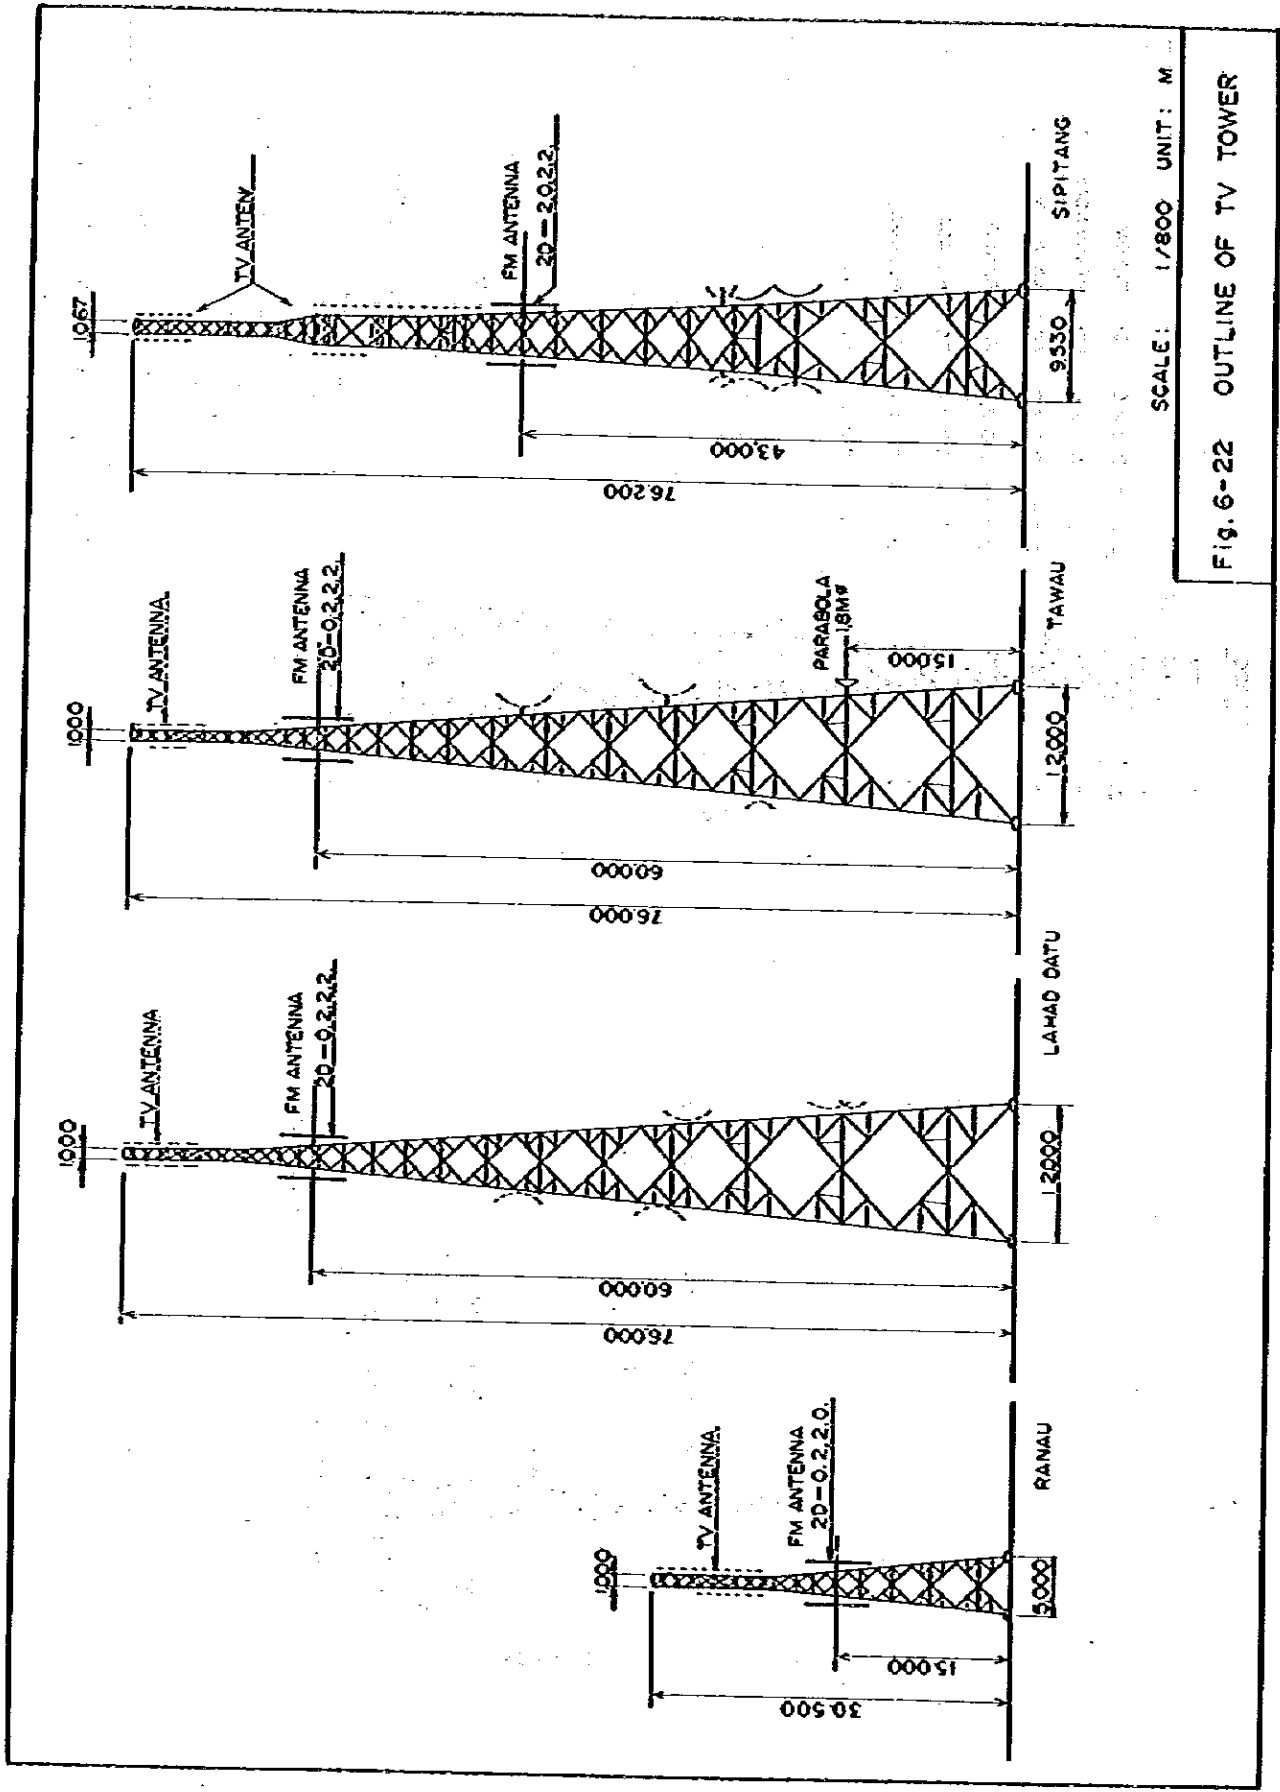 1.067
TV ANTEN
FM ANTENNA
2D-2.0.2.2.
76.200
43.000
9.530
SIPITANG
1.000
TV ANTENNA
FM ANTENNA
2D-0.2.2.2.
PARABOLA
1.8Mφ
15.000
60.000
76.000
12.000
TAWAU
1.000
TV ANTENNA
FM ANTENNA
2D-0.2.2.2.
60.000
76.000
12.000
LAHAD DATU
1.000
TV ANTENNA
FM ANTENNA
2D-0.2.2.0.
15.000
30.500
5.000
RANAU
SCALE: 1/800 UNIT: M
Fig. 6-22 OUTLINE OF TV TOWER